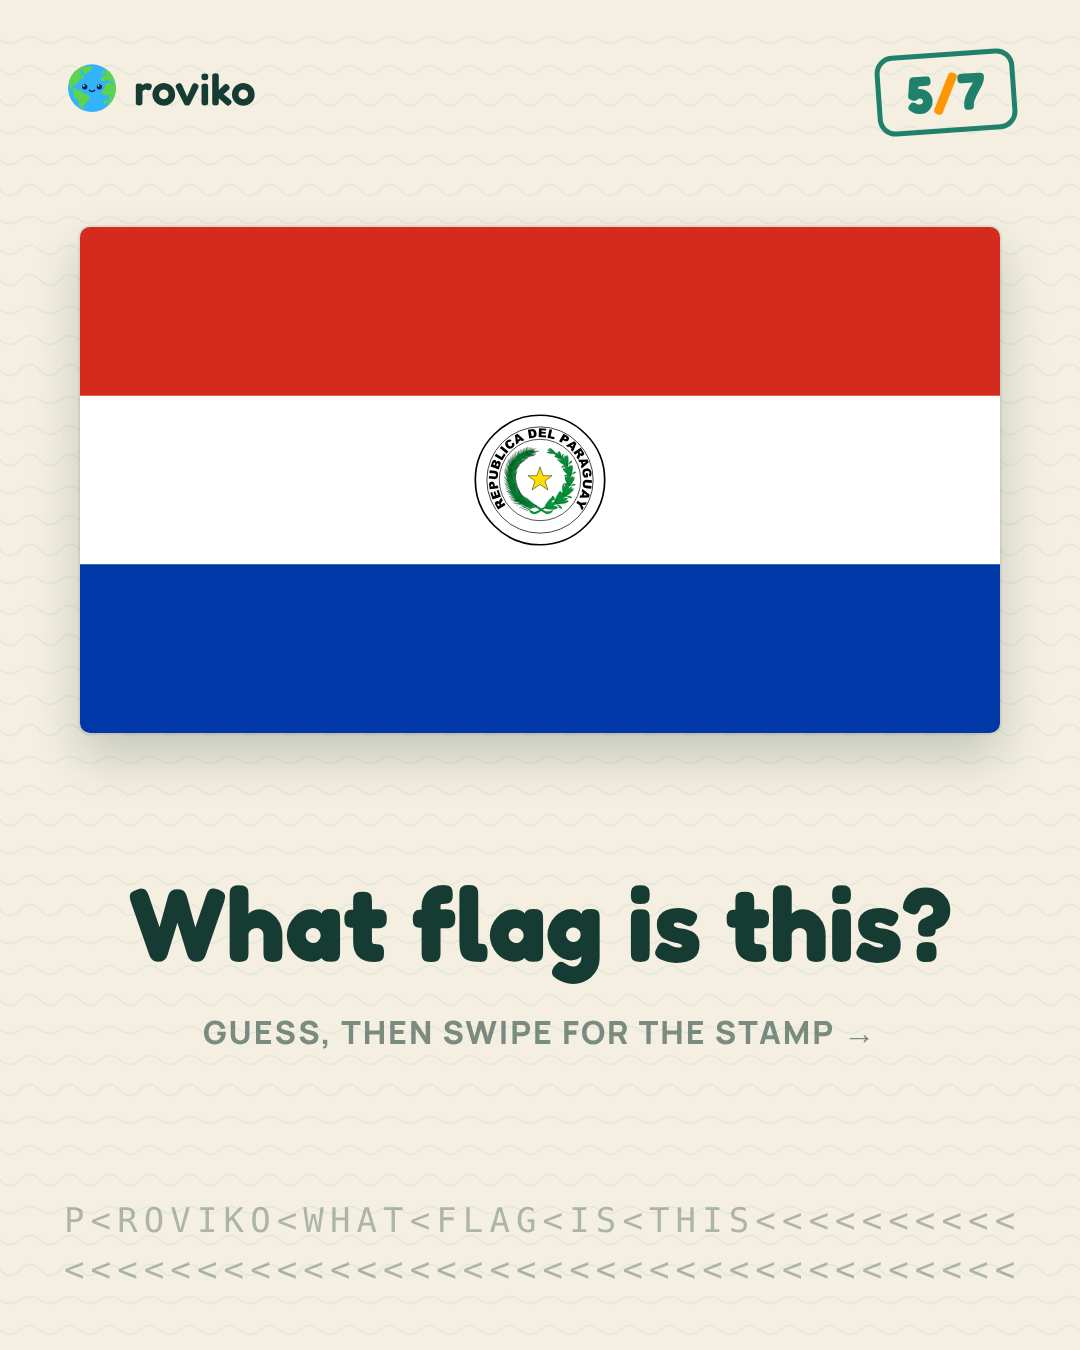 roviko
5/7
REPUBLICA DEL PARAGUAY
What flag is this?
GUESS, THEN SWIPE FOR THE STAMP →
P<ROVIKO<WHAT<FLAG<IS<THIS<<<<<<<<<<
<<<<<<<<<<<<<<<<<<<<<<<<<<<<<<<<<<<<